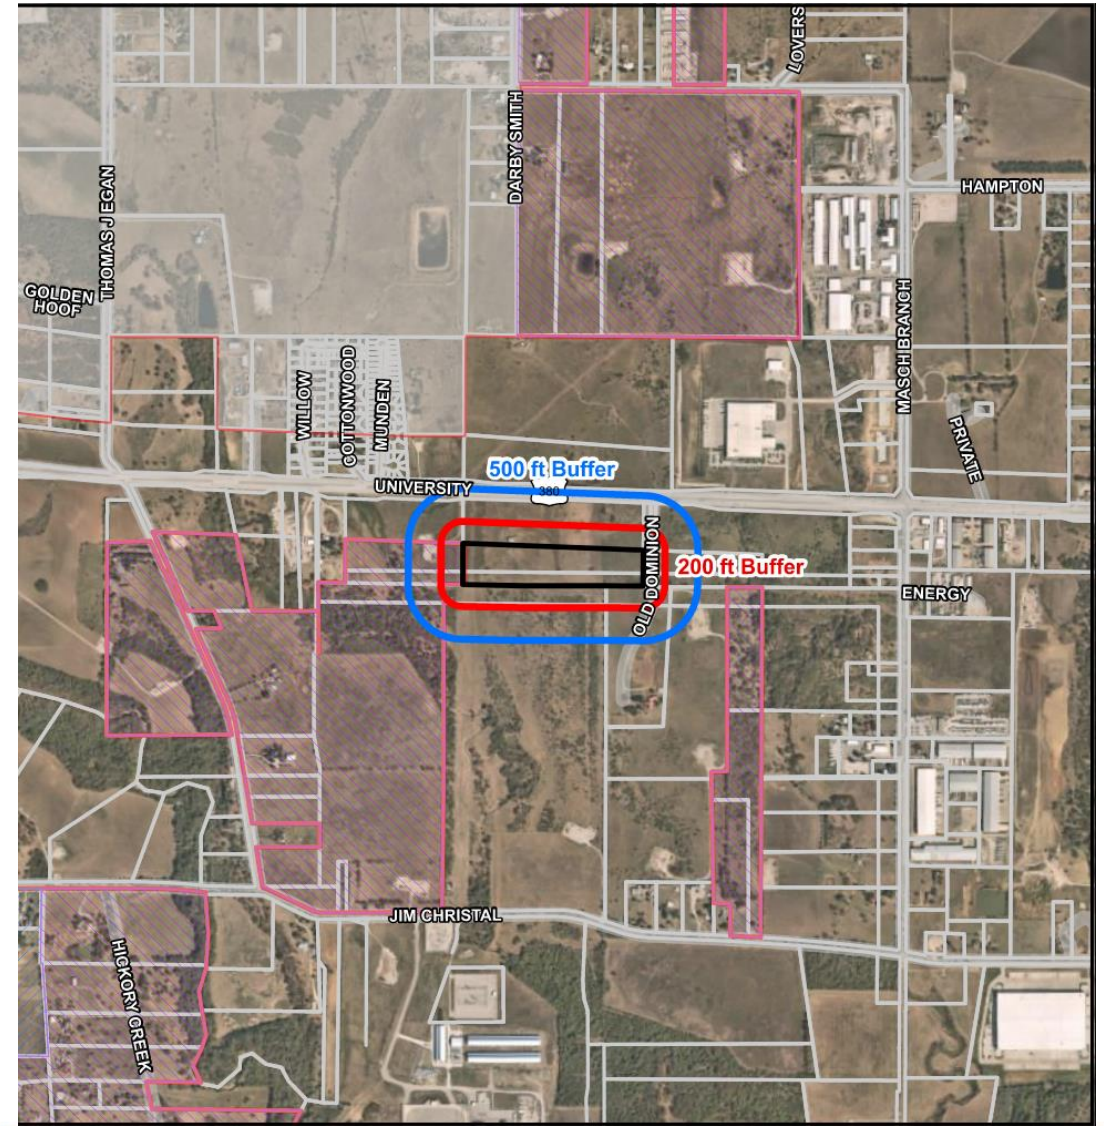 LOVERS
DARBY SMITH
THOMAS J EGAN
HAMPTON
GOLDEN
HOOF
MASCH BRANCH
WILLOW
COTTONWOOD
MUNDEN
PRIVATE
500 ft Buffer
UNIVERSITY
380
OLD DOMINION
200 ft Buffer
ENERGY
JIM CHRISTAL
HICKORY CREEK